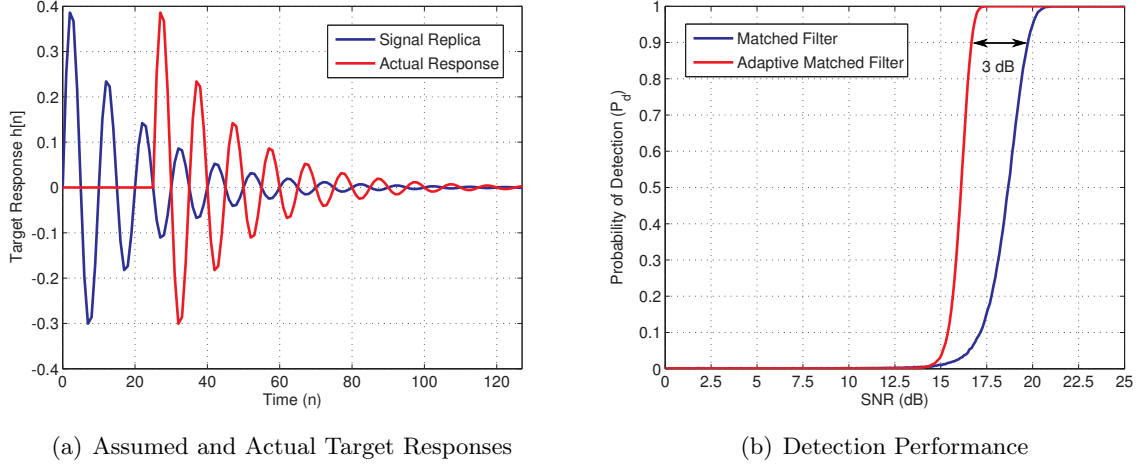 0.4
0.3
0.2
0.1
0
-0.1
-0.2
-0.3
-0.4
Target Response h[n]
0 20 40 60 80 100 120
Time (n)
Signal Replica
Actual Response
(a) Assumed and Actual Target Responses
1
0.9
0.8
0.7
0.6
0.5
0.4
0.3
0.2
0.1
0
Probability of Detection (Pd)
0 2.5 5 7.5 10 12.5 15 17.5 20 22.5 25
SNR (dB)
Matched Filter
Adaptive Matched Filter
3 dB
(b) Detection Performance